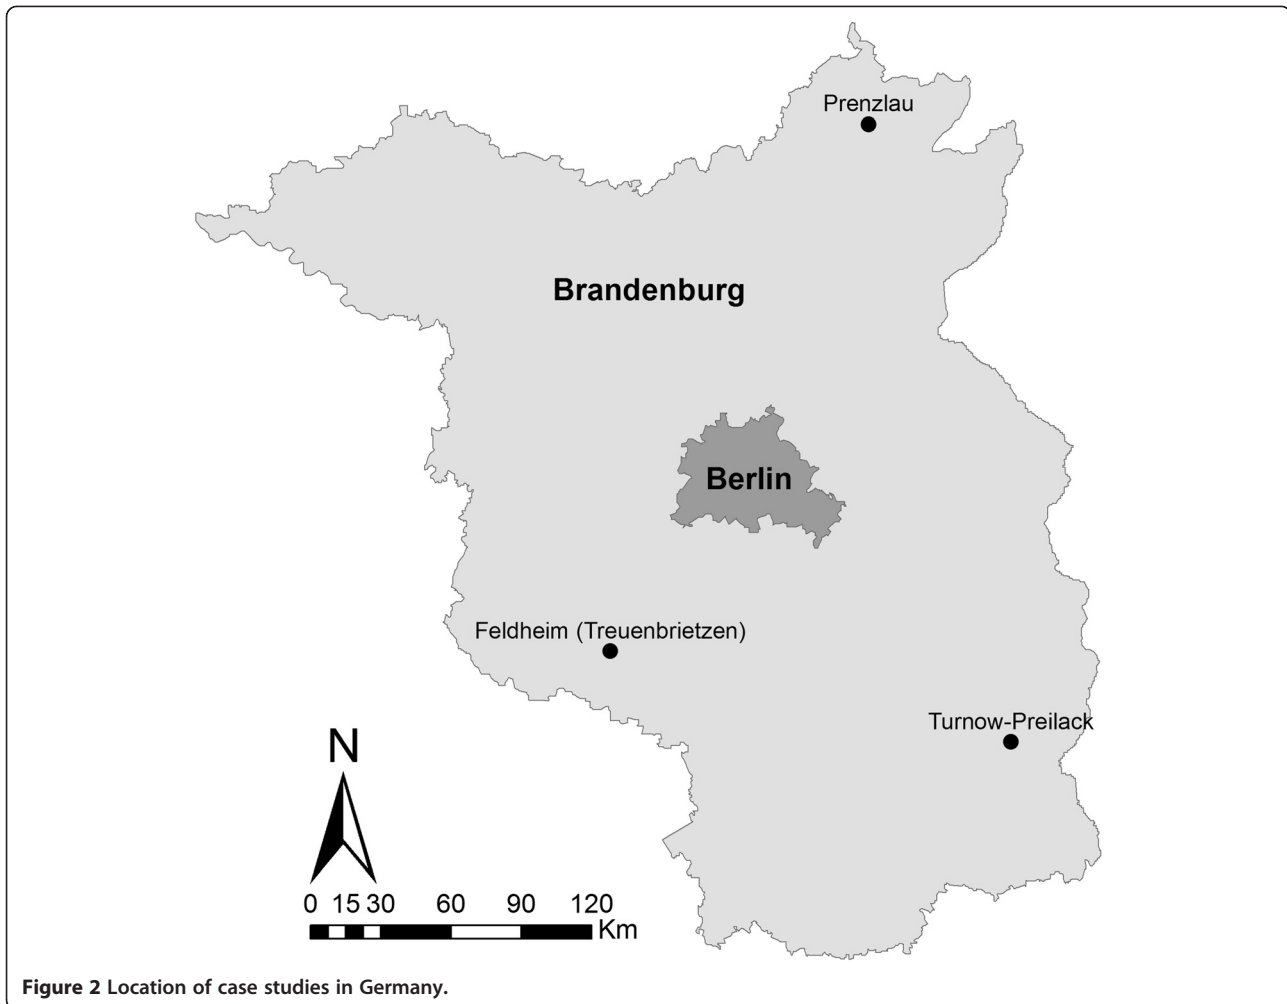 Prenzlau
Brandenburg
Berlin
Feldheim (Treuenbrietzen)
Turnow-Preilack
N
0 15 30 60 90 120
Km
Figure 2 Location of case studies in Germany.